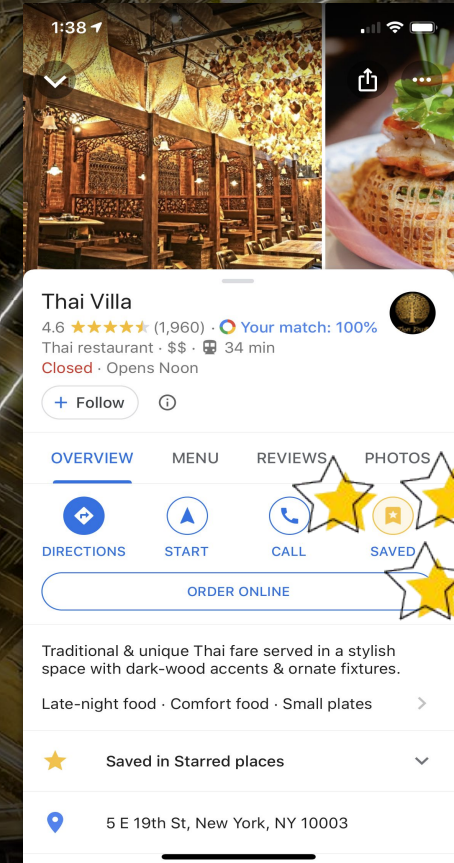 1:38
Thai Villa
4.6 (1,960) · Your match: 100%
Thai restaurant · $$ · 34 min
Closed · Opens Noon
+ Follow
OVERVIEW MENU REVIEWS PHOTOS
DIRECTIONS START CALL SAVED
ORDER ONLINE
Traditional & unique Thai fare served in a stylish
space with dark-wood accents & ornate fixtures.
Late-night food · Comfort food · Small plates
Saved in Starred places
5 E 19th St, New York, NY 10003